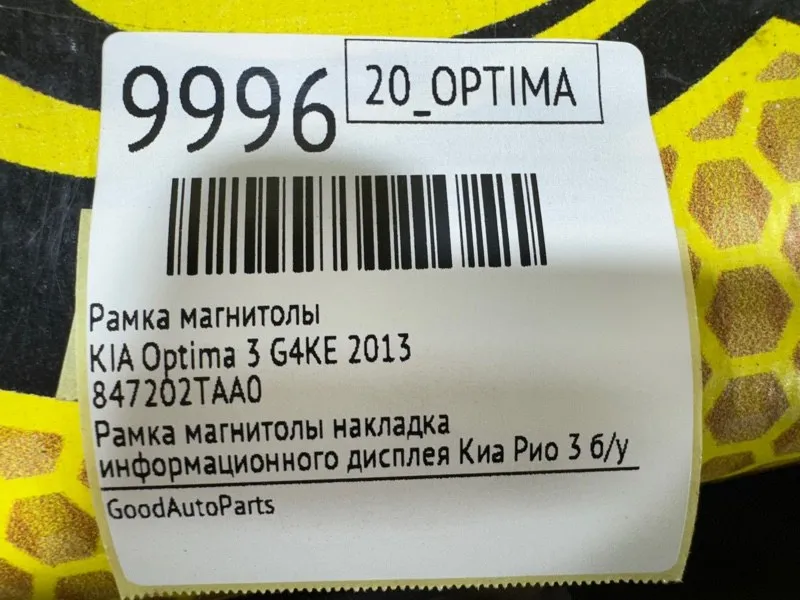 9996
20_OPTIMA
Рамка магнитолы
KIA Optima 3 G4KE 2013
847202TAA0
Рамка магнитолы накладка
информационного дисплея Киа Рио 3 б/у
GoodAutoParts